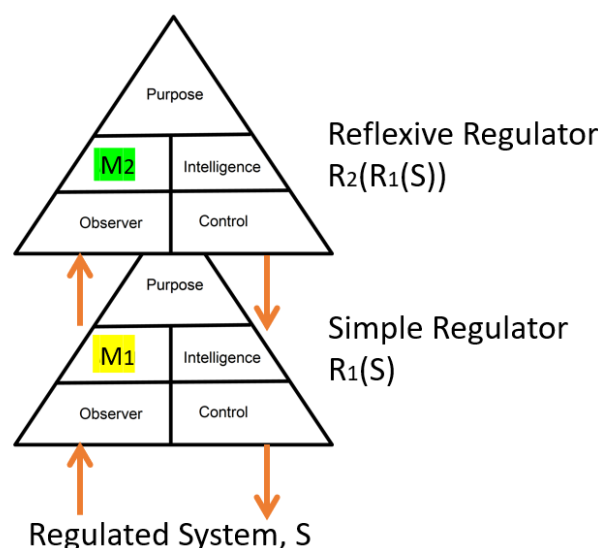 Purpose
M2
Intelligence
Observer
Control
Reflexive Regulator
R2(R1(S))
Purpose
M1
Intelligence
Observer
Control
Simple Regulator
R1(S)
Regulated System, S